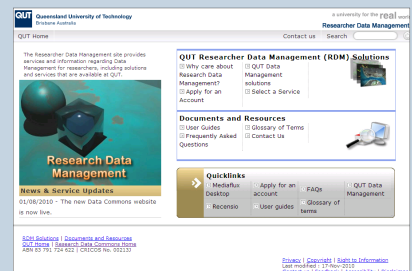 QUT Queensland University of Technology
Brisbane Australia
a university for the real world
Researcher Data Management
QUT Home
Contact us Search
The Researcher Data Management site provides
services and information regarding Data
Management for researchers, including solutions
and services that are available at QUT.
Research Data
Management
News & Service Updates
01/08/2010 - The new Data Commons website
is now live.
QUT Researcher Data Management (RDM) Solutions
Why care about
Research Data
Management?
Apply for an
Account
QUT Data
Management
solutions
Select a Service
Documents and Resources
User Guides
Frequently Asked
Questions
Glossary of Terms
Contact Us
Quicklinks
Mediaflux
Desktop
Apply for an
account
FAQs
QUT Data
Management
Recensio
User guides
Glossary of
terms
RDM Solutions | Documents and Resources
QUT Home | Research Data Commons Home
ABN 83 791 724 622 | CRICOS No. 00213J
Privacy | Copyright | Right to Information
Last modified : 17-Nov-2010